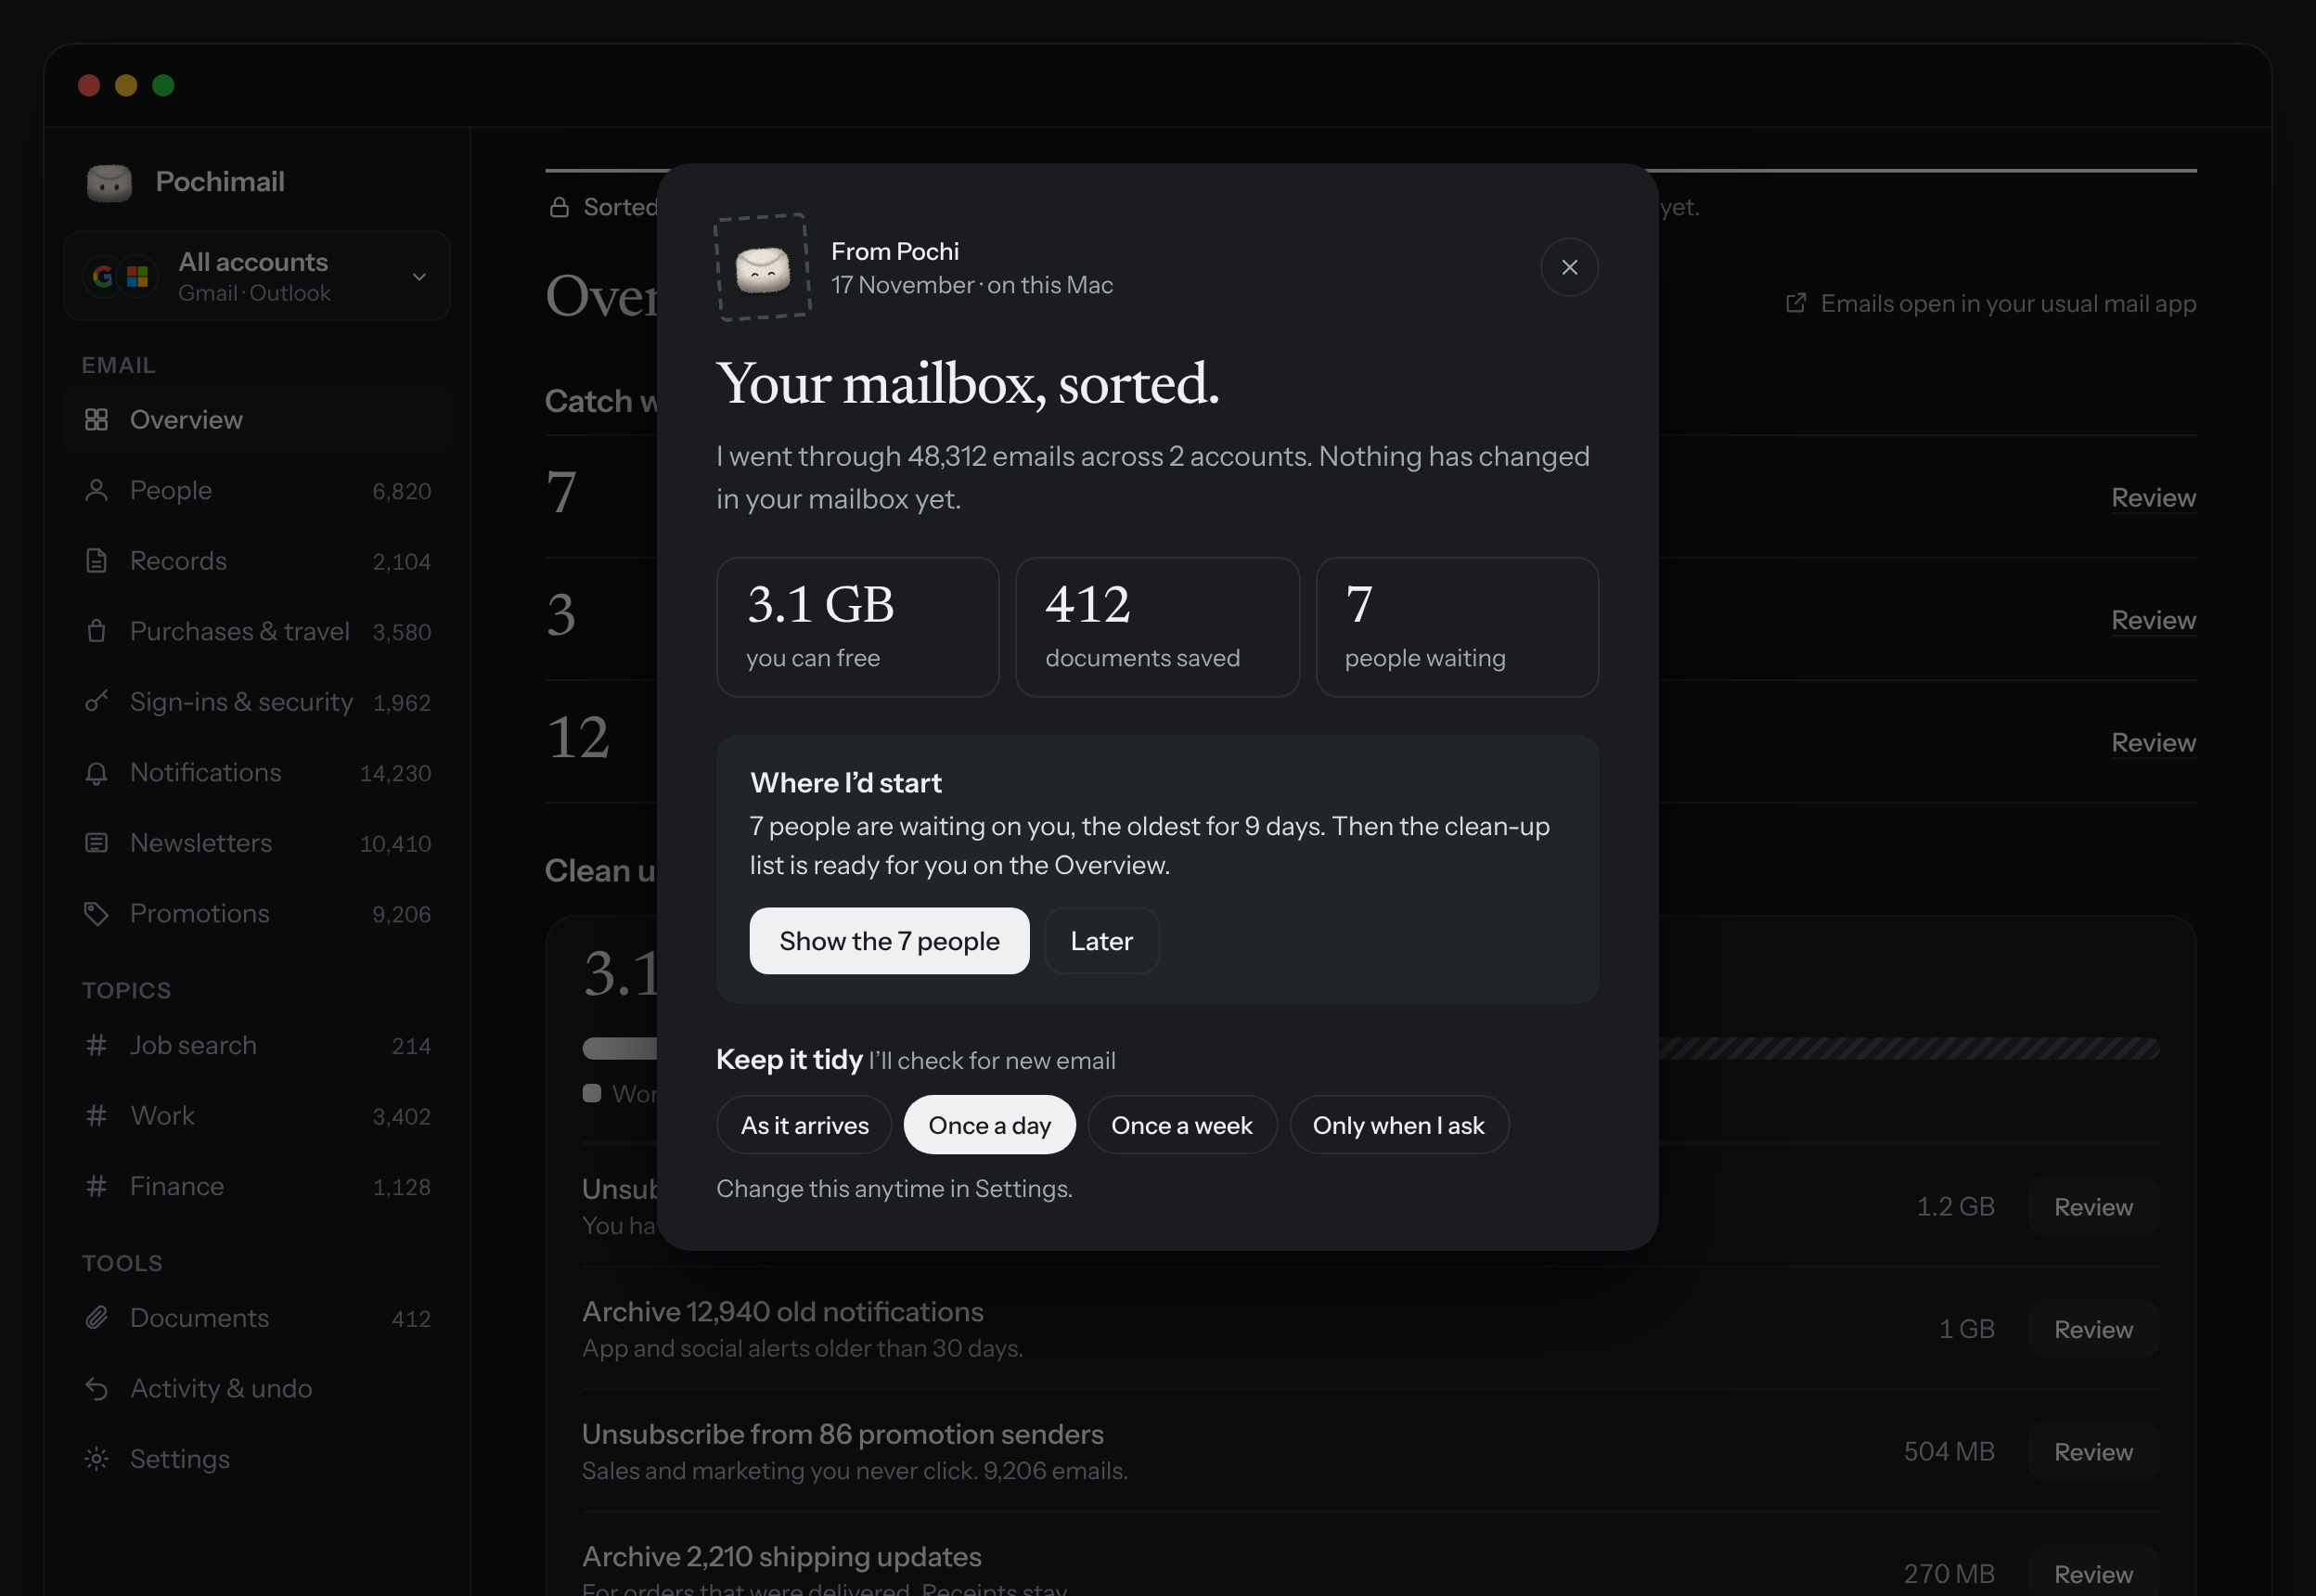 Pochimail
All accounts
Gmail · Outlook
EMAIL
Overview
People 6,820
Records 2,104
Purchases & travel 3,580
Sign-ins & security 1,962
Notifications 14,230
Newsletters 10,410
Promotions 9,206
TOPICS
Job search 214
Work 3,402
Finance 1,128
TOOLS
Documents 412
Activity & undo
Settings
Sorted
yet.
Emails open in your usual mail app
7 Review
3 Review
12 Review
3.1
1.2 GB Review
Archive 12,940 old notifications
App and social alerts older than 30 days.
1 GB Review
Unsubscribe from 86 promotion senders
Sales and marketing you never click. 9,206 emails.
504 MB Review
Archive 2,210 shipping updates
For orders that were delivered. Receipts stay.
270 MB Review
From Pochi
17 November · on this Mac
Your mailbox, sorted.
I went through 48,312 emails across 2 accounts. Nothing has changed
in your mailbox yet.
3.1 GB
you can free
412
documents saved
7
people waiting
Where I'd start
7 people are waiting on you, the oldest for 9 days. Then the clean-up
list is ready for you on the Overview.
Show the 7 people
Later
Keep it tidy I'll check for new email
As it arrives
Once a day
Once a week
Only when I ask
Change this anytime in Settings.